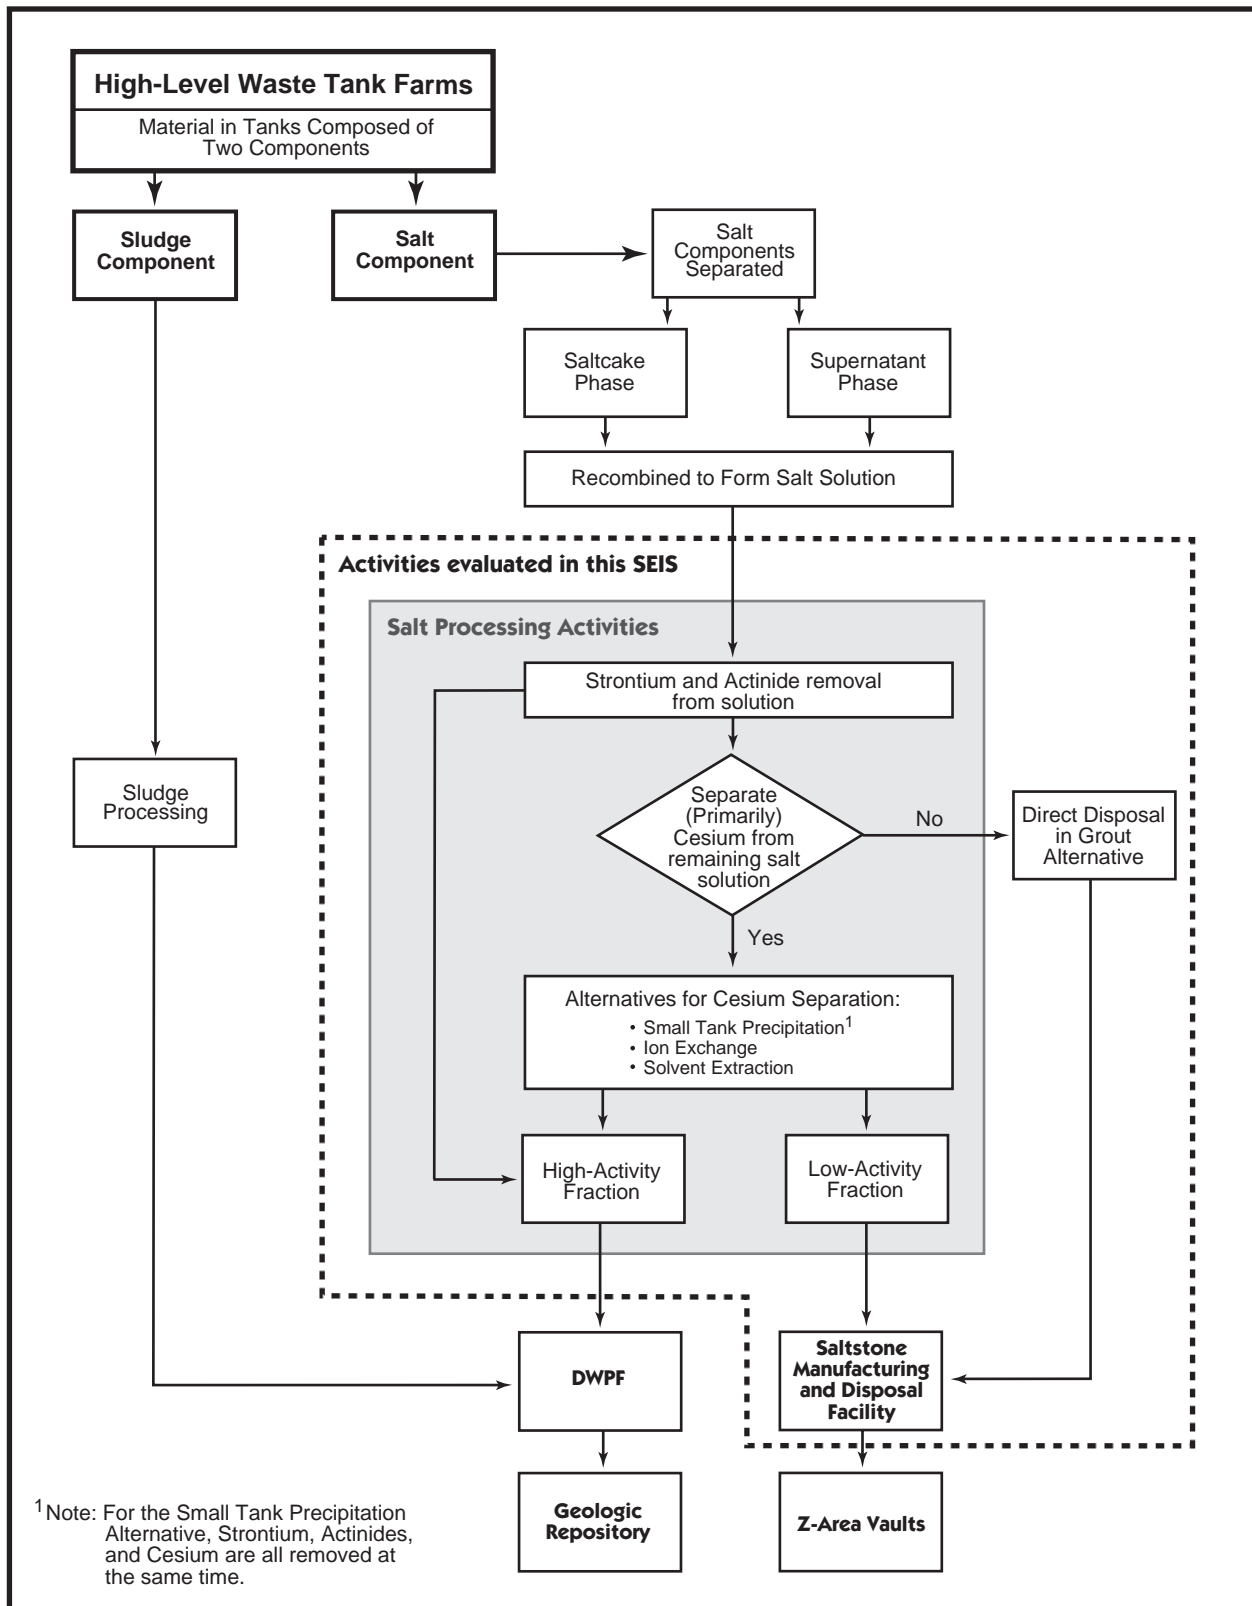 High-Level Waste Tank Farms
Material in Tanks Composed of
Two Components
Sludge
Component
Salt
Component
Salt
Components
Separated
Saltcake
Phase
Supernatant
Phase
Recombined to Form Salt Solution
Activities evaluated in this SEIS
Salt Processing Activities
Strontium and Actinide removal
from solution
Sludge
Processing
Separate
(Primarily)
Cesium from
remaining salt
solution
No
Direct Disposal
in Grout
Alternative
Yes
Alternatives for Cesium Separation:
• Small Tank Precipitation1
• Ion Exchange
• Solvent Extraction
High-Activity
Fraction
Low-Activity
Fraction
DWPF
Saltstone
Manufacturing
and Disposal
Facility
Geologic
Repository
Z-Area Vaults
1Note: For the Small Tank Precipitation
Alternative, Strontium, Actinides,
and Cesium are all removed at
the same time.